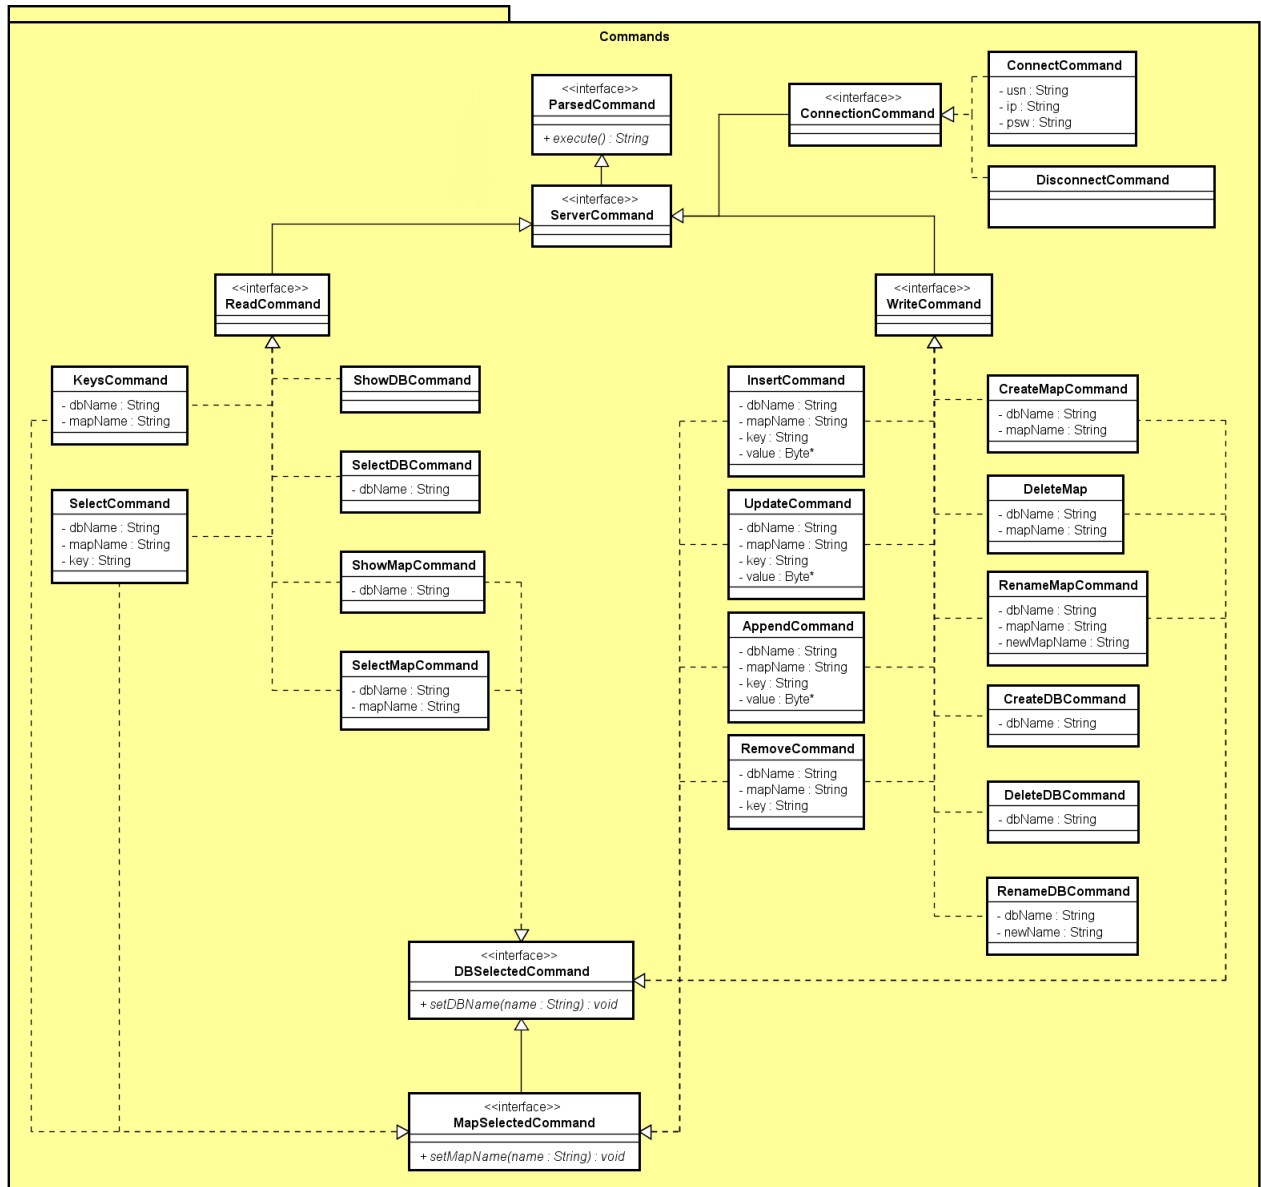 Commands
<<interface>>
ParsedCommand
+ execute() : String
<<interface>>
ConnectionCommand
ConnectCommand
- usn : String
- ip : String
- psw : String
DisconnectCommand
<<interface>>
ServerCommand
<<interface>>
ReadCommand
<<interface>>
WriteCommand
KeysCommand
- dbName : String
- mapName : String
ShowDBCommand
SelectDBCommand
- dbName : String
SelectCommand
- dbName : String
- mapName : String
- key : String
ShowMapCommand
- dbName : String
SelectMapCommand
- dbName : String
- mapName : String
InsertCommand
- dbName : String
- mapName : String
- key : String
- value : Byte*
UpdateCommand
- dbName : String
- mapName : String
- key : String
- value : Byte*
AppendCommand
- dbName : String
- mapName : String
- key : String
- value : Byte*
RemoveCommand
- dbName : String
- mapName : String
- key : String
CreateMapCommand
- dbName : String
- mapName : String
DeleteMap
- dbName : String
- mapName : String
RenameMapCommand
- dbName : String
- mapName : String
- newMapName : String
CreateDBCommand
- dbName : String
DeleteDBCommand
- dbName : String
RenameDBCommand
- dbName : String
- newName : String
<<interface>>
DBSelectedCommand
+ setDBName(name : String) : void
<<interface>>
MapSelectedCommand
+ setMapName(name : String) : void